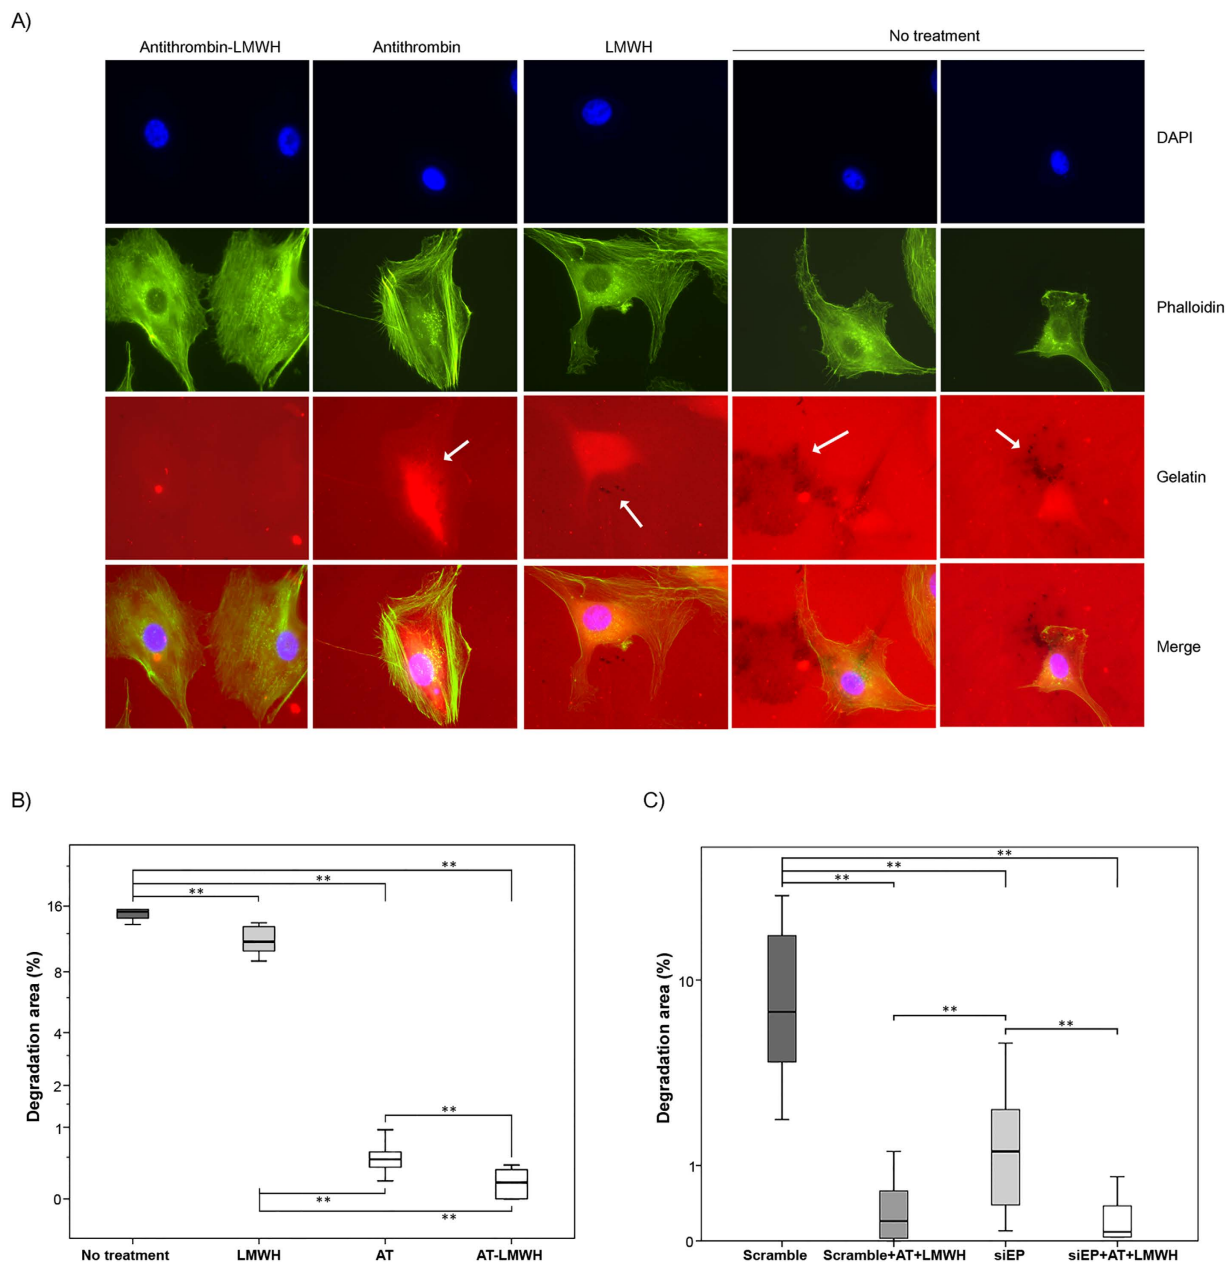 A)
Antithrombin-LMWH
Antithrombin
LMWH
No treatment
DAPI
Phalloidin
Gelatin
Merge
B)
Degradation area (%)
16
8
4
2
1
0
**
**
**
**
**
**
No treatment
LMWH
AT
AT-LMWH
C)
Degradation area (%)
10
1
0
**
**
**
**
**
Scramble
Scramble+AT+LMWH
siEP
siEP+AT+LMWH